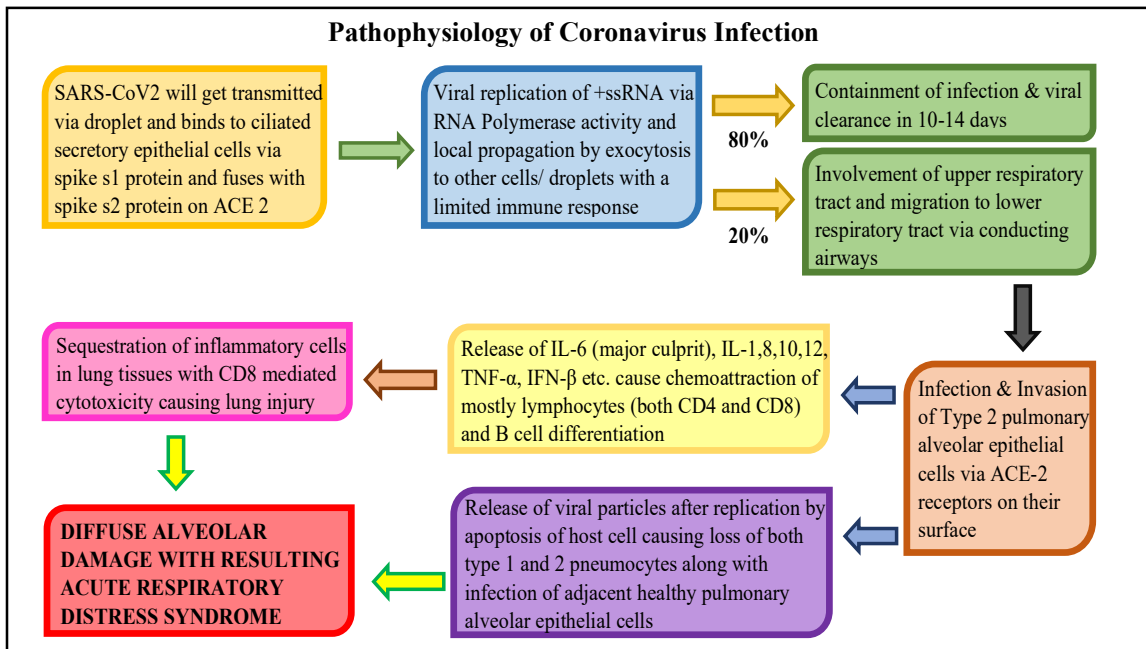 Pathophysiology of Coronavirus Infection
SARS-CoV2 will get transmitted
via droplet and binds to ciliated
secretory epithelial cells via
spike s1 protein and fuses with
spike s2 protein on ACE 2
Viral replication of +ssRNA via
RNA Polymerase activity and
local propagation by exocytosis
to other cells/ droplets with a
limited immune response
80%
20%
Containment of infection & viral
clearance in 10-14 days
Involvement of upper respiratory
tract and migration to lower
respiratory tract via conducting
airways
Infection & Invasion
of Type 2 pulmonary
alveolar epithelial
cells via ACE-2
receptors on their
surface
Release of IL-6 (major culprit), IL-1,8,10,12,
TNF-α, IFN-β etc. cause chemoattraction of
mostly lymphocytes (both CD4 and CD8)
and B cell differentiation
Sequestration of inflammatory cells
in lung tissues with CD8 mediated
cytotoxicity causing lung injury
Release of viral particles after replication by
apoptosis of host cell causing loss of both
type 1 and 2 pneumocytes along with
infection of adjacent healthy pulmonary
alveolar epithelial cells
DIFFUSE ALVEOLAR
DAMAGE WITH RESULTING
ACUTE RESPIRATORY
DISTRESS SYNDROME